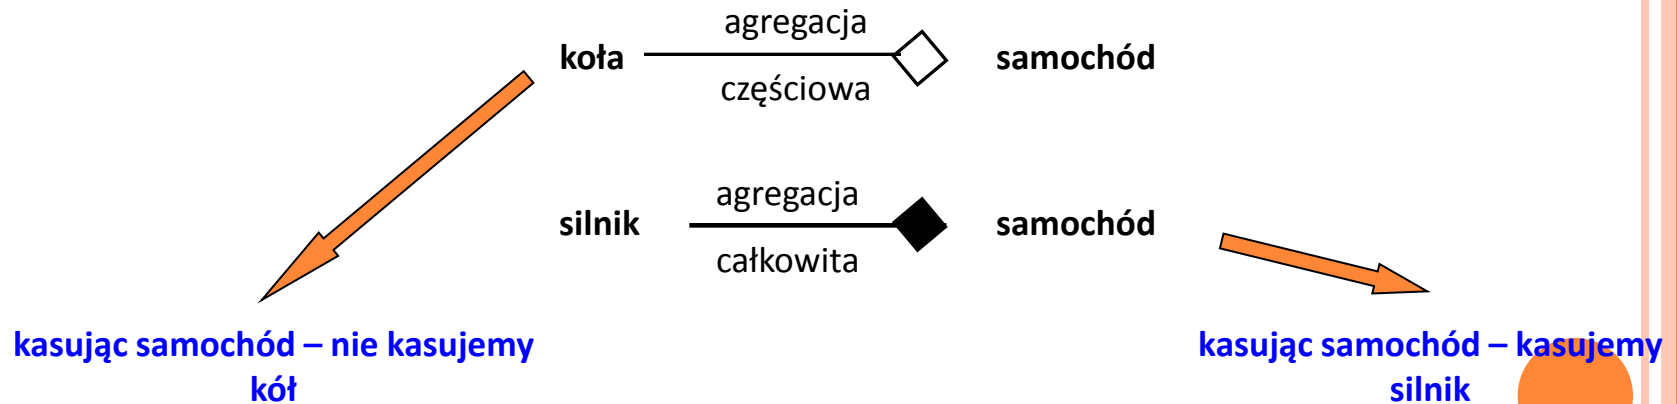 agregacja
koła samochód
częściowa
agregacja
silnik samochód
całkowita
kasując samochód – nie kasujemy
kół
kasując samochód – kasujemy
silnik